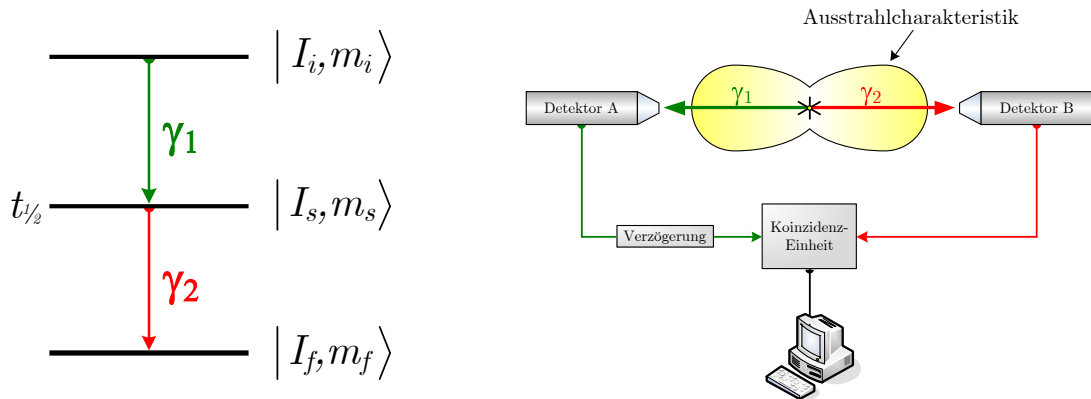 |I_i,m_i⟩
γ1
t½
|I_s,m_s⟩
γ2
|I_f,m_f⟩
Ausstrahlcharakteristik
Detektor A
γ1
γ2
Detektor B
Verzögerung
Koinzidenz-
Einheit